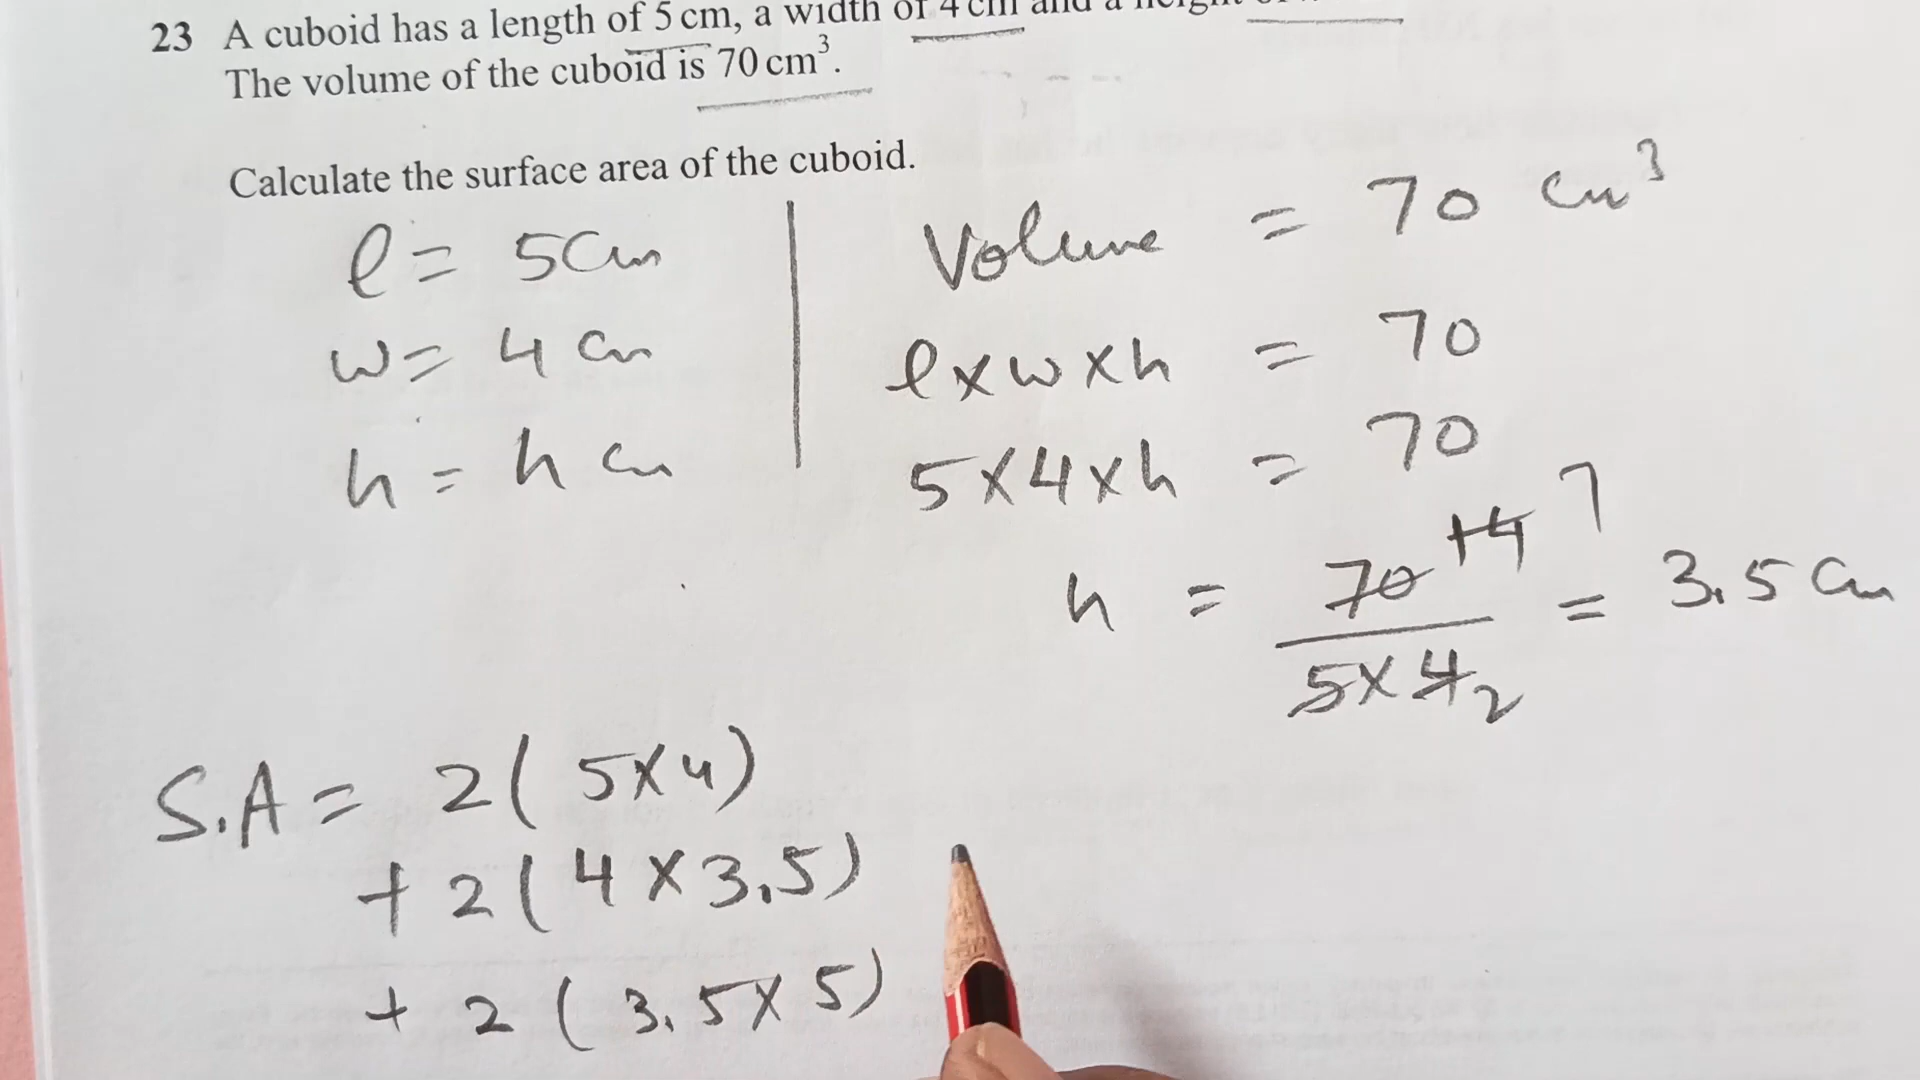 23 A cuboid has a length of 5 cm, a width of 4 cm and a height
The volume of the cuboid is 70 cm³.
Calculate the surface area of the cuboid.
l = 5cm
w = 4 cm
h = h cm
Volume = 70 cm³
l x w x h = 70
5 x 4 x h = 70
h = 70 14 7 / 5 x 4 2 = 3.5 cm
S.A = 2 ( 5x4)
+ 2 ( 4 x 3.5)
+ 2 ( 3.5 x 5)